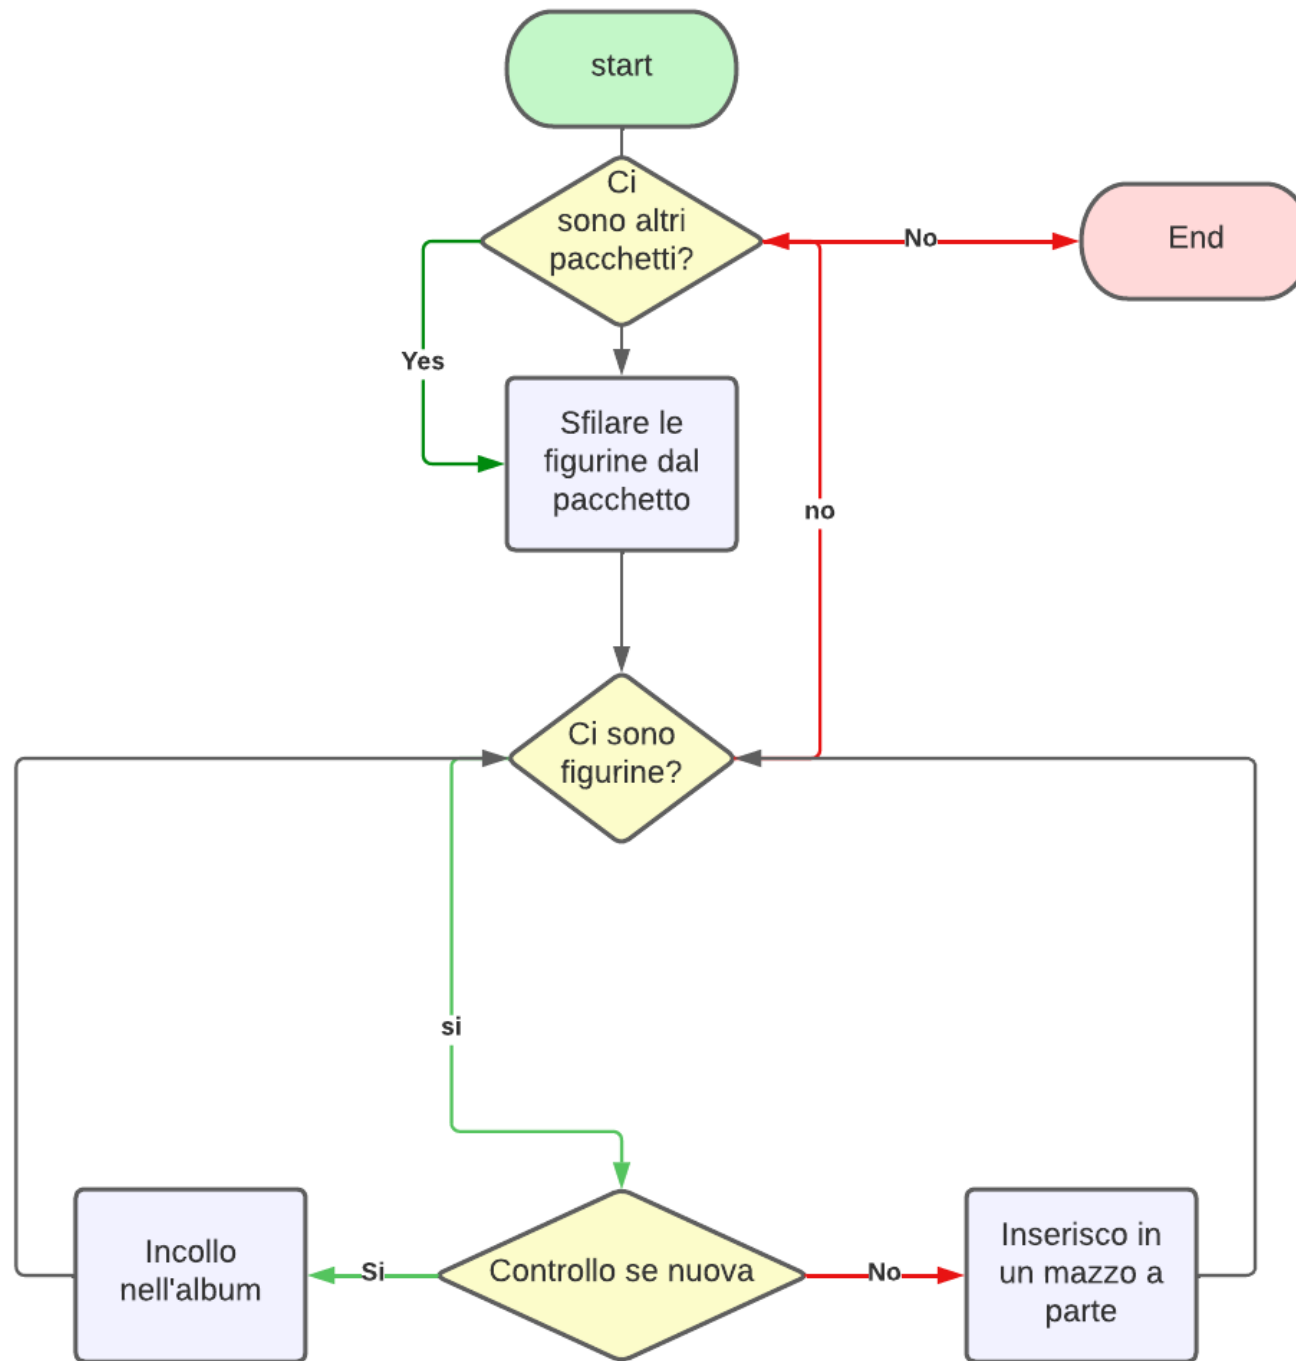 start
Ci
sono altri
pacchetti?
No
End
Yes
Sfilare le
figurine dal
pacchetto
no
Ci sono
figurine?
si
Incollo
nell'album
Si
Controllo se nuova
No
Inserisco in
un mazzo a
parte